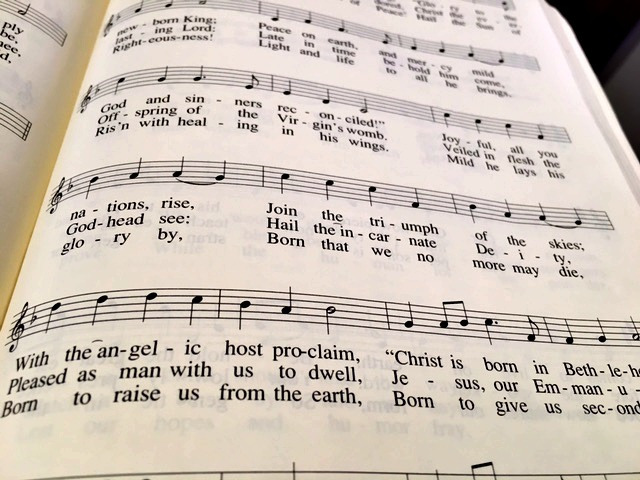 ply
be.
nee.
d.
new - born King;
last - ing Lord:
Right-eous-ness!
Peace on earth, and mer - cy mild
Late in time be - hold him come,
Light and life to all he brings.
God and sin - ners rec - on - ciled!"
Off - spring of the Vir - gin's womb.
Ris'n with heal - ing in his wings.
Joy - ful, all you
Veiled in flesh the
Mild he lays his
na - tions, rise, Join the tri - umph of the skies;
God-head see: Hail the in - car - nate De - i - ty,
glo - ry by, Born that we no more may die,
With the an-gel - ic host pro-claim, "Christ is born in Beth - le-he
Pleased as man with us to dwell, Je - sus, our Em - man - u -
Born to raise us from the earth, Born to give us sec-ond